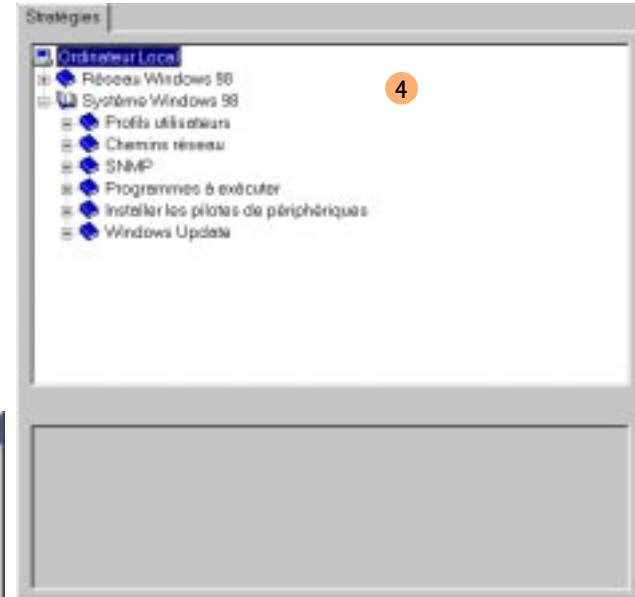 Stratégies
Ordinateur Local
Réseau Windows 98
Système Windows 98
Profils utilisateurs
Chemins réseau
SNMP
Programmes à exécuter
Installer les pilotes de périphériques
Windows Update
4